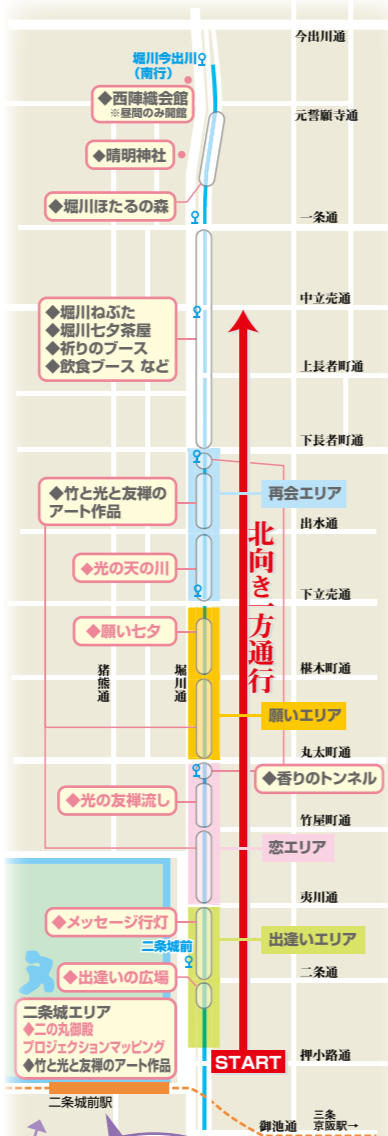 今出川通
堀川今出川
(南行)
◆西陣織会館
※昼間のみ開館
元誓願寺通
◆晴明神社
◆堀川ほたるの森
一条通
中立売通
◆堀川ねぶた
◆堀川七夕茶屋
◆祈りのブース
◆飲食ブース など
上長者町通
下長者町通
◆竹と光と友禅の
アート作品
再会エリア
出水通
北向き一方通行
◆光の天の川
下立売通
◆願い七夕
猪熊通
堀川通
椹木町通
願いエリア
丸太町通
◆香りのトンネル
◆光の友禅流し
竹屋町通
恋エリア
夷川通
◆メッセージ行灯
二条城前
出逢いエリア
◆出逢いの広場
二条通
二条城エリア
◆二の丸御殿
プロジェクションマッピング
◆竹と光と友禅のアート作品
START
押小路通
二条城前駅
御池通
三条
京阪駅→